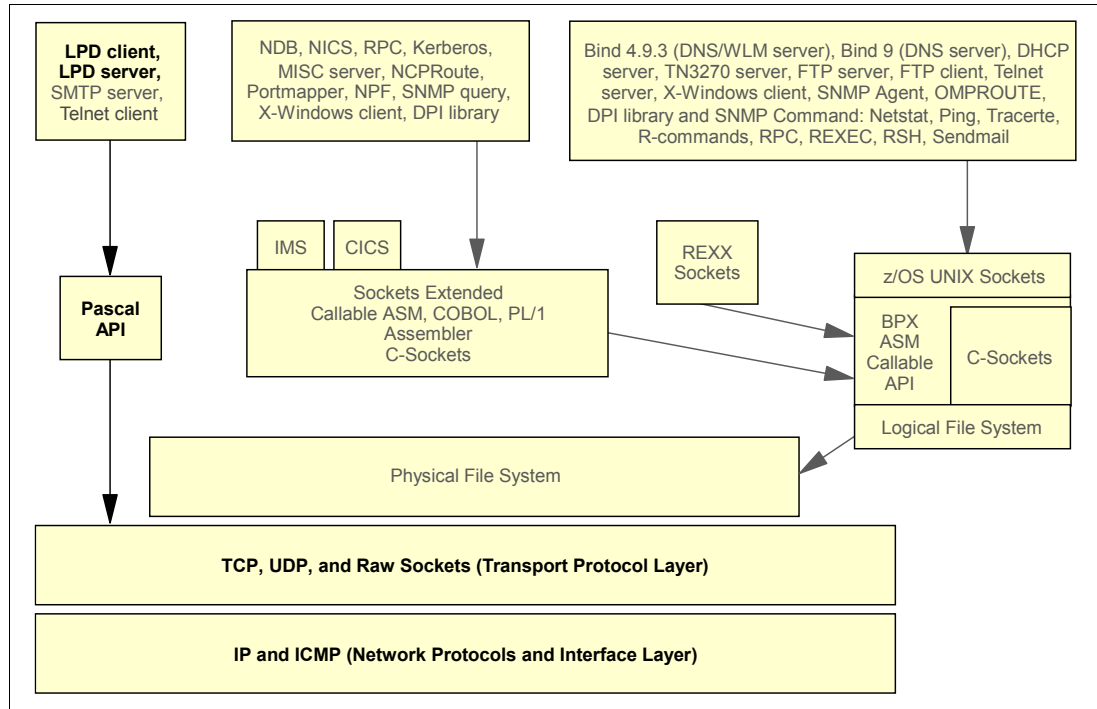 LPD client,
LPD server,
SMTP server,
Telnet client
NDB, NICS, RPC, Kerberos,
MISC server, NCPRoute,
Portmapper, NPF, SNMP query,
X-Windows client, DPI library
Bind 4.9.3 (DNS/WLM server), Bind 9 (DNS server), DHCP
server, TN3270 server, FTP server, FTP client, Telnet
server, X-Windows client, SNMP Agent, OMPROUTE,
DPI library and SNMP Command: Netstat, Ping, Tracerte,
R-commands, RPC, REXEC, RSH, Sendmail
IMS
CICS
REXX
Sockets
Pascal
API
Sockets Extended
Callable ASM, COBOL, PL/1
Assembler
C-Sockets
z/OS UNIX Sockets
BPX
ASM
Callable
API
C-Sockets
Logical File System
Physical File System
TCP, UDP, and Raw Sockets (Transport Protocol Layer)
IP and ICMP (Network Protocols and Interface Layer)